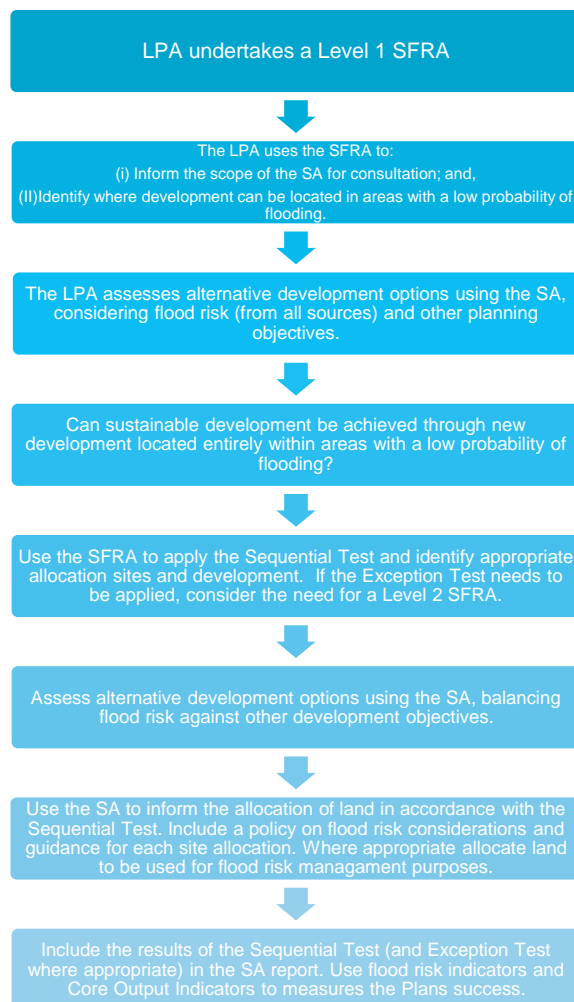 LPA undertakes a Level 1 SFRA
The LPA uses the SFRA to:
(i) Inform the scope of the SA for consultation; and,
(II)Identify where development can be located in areas with a low probability of
flooding.
The LPA assesses alternative development options using the SA,
considering flood risk (from all sources) and other planning
objectives.
Can sustainable development be achieved through new
development located entirely within areas with a low probability of
flooding?
Use the SFRA to apply the Sequential Test and identify appropriate
allocation sites and development. If the Exception Test needs to
be applied, consider the need for a Level 2 SFRA.
Assess alternative development options using the SA, balancing
flood risk against other development objectives.
Use the SA to inform the allocation of land in accordance with the
Sequential Test. Include a policy on flood risk considerations and
guidance for each site allocation. Where appropriate allocate land
to be used for flood risk managament purposes.
Include the results of the Sequential Test (and Exception Test
where appropriate) in the SA report. Use flood risk indicators and
Core Output Indicators to measures the Plans success.